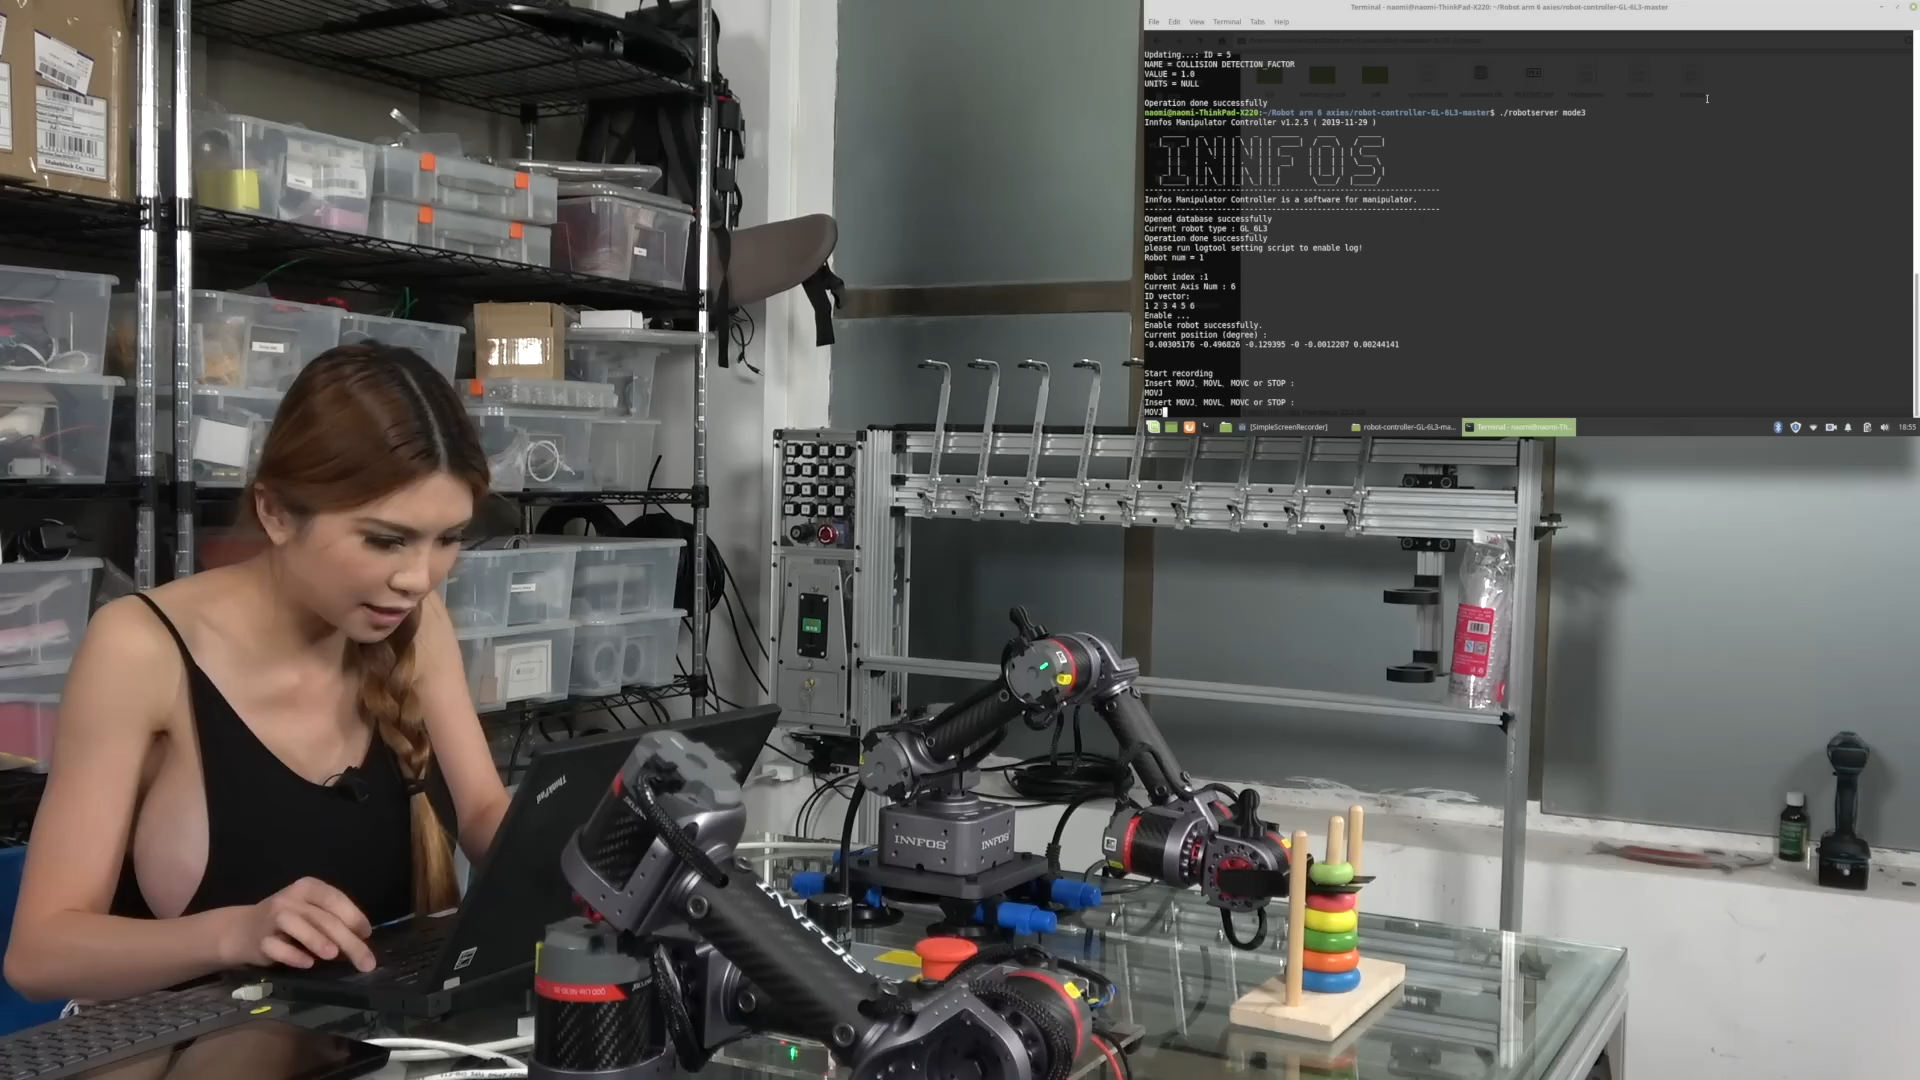 Terminal - naomi@naomi-ThinkPad-X220: ~/Robot arm 6 axies/robot-controller-GL-6L3-master
File Edit View Terminal Tabs Help
Updating...: ID = 5
NAME = COLLISION DETECTION_FACTOR
VALUE = 1.0
UNITS = NULL
Operation done successfully
naomi@naomi-ThinkPad-X220:~/Robot arm 6 axies/robot-controller-GL-6L3-master$ ./robotserver mode3
Innfos Manipulator Controller v1.2.5 ( 2019-11-29 )
INNFOS
Innfos Manipulator Controller is a software for manipulator.
Opened database successfully
Current robot type : GL_6L3
Operation done successfully
please run logtool setting script to enable log!
Robot num = 1
Robot index :1
Current Axis Num : 6
ID vector:
1 2 3 4 5 6
Enable ...
Enable robot successfully.
Current position (degree) :
-0.00305176 -0.496826 -0.129395 -0 -0.0012207 0.00244141
Start recording
Insert MOVJ、MOVL、MOVC or STOP :
MOVJ
Insert MOVJ、MOVL、MOVC or STOP :
MOVJ
[SimpleScreenRecorder]
robot-controller-GL-6L3-ma...
Terminal - naomi@naomi-Th...
18:55
Makeblock Co., Ltd
ThinkPad
INNFOS
INNFOS
INNFOS